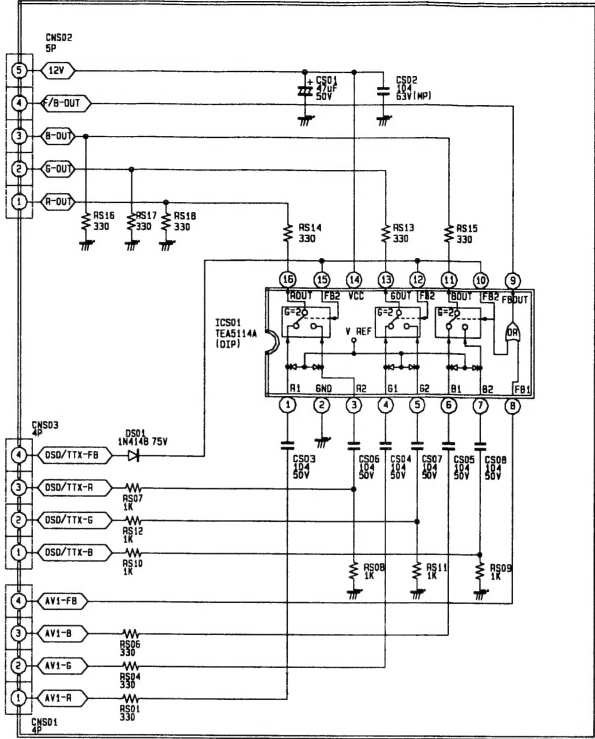 CNS02
5P
5 12V
4 F/B-OUT
3 B-OUT
2 G-OUT
1 R-OUT
+ CS01
47uF
50V
CS02
104
63V(MP)
RS16
330
RS17
330
RS18
330
RS14
330
RS13
330
RS15
330
16 15 14 13 12 11 10 9
ROUT FB2 VCC GOUT FB2 BOUT FB2 FBOUT
ICS01
TEA5114A
(DIP)
G=2 G=2 G=2
V REF
OR
R1 GND R2 G1 G2 B1 B2 FB1
1 2 3 4 5 6 7 8
CS03
104
50V
CS06
104
50V
CS04
104
50V
CS07
104
50V
CS05
104
50V
CS08
104
50V
CNS03
4P
DS01
1N4148 75V
4 OSD/TTX-FB
3 OSD/TTX-R
RS07
1K
2 OSD/TTX-G
RS12
1K
1 OSD/TTX-B
RS10
1K
RS08
1K
RS11
1K
RS09
1K
4 AV1-FB
3 AV1-B
RS06
330
2 AV1-G
RS04
330
1 AV1-R
RS01
330
CNS01
4P